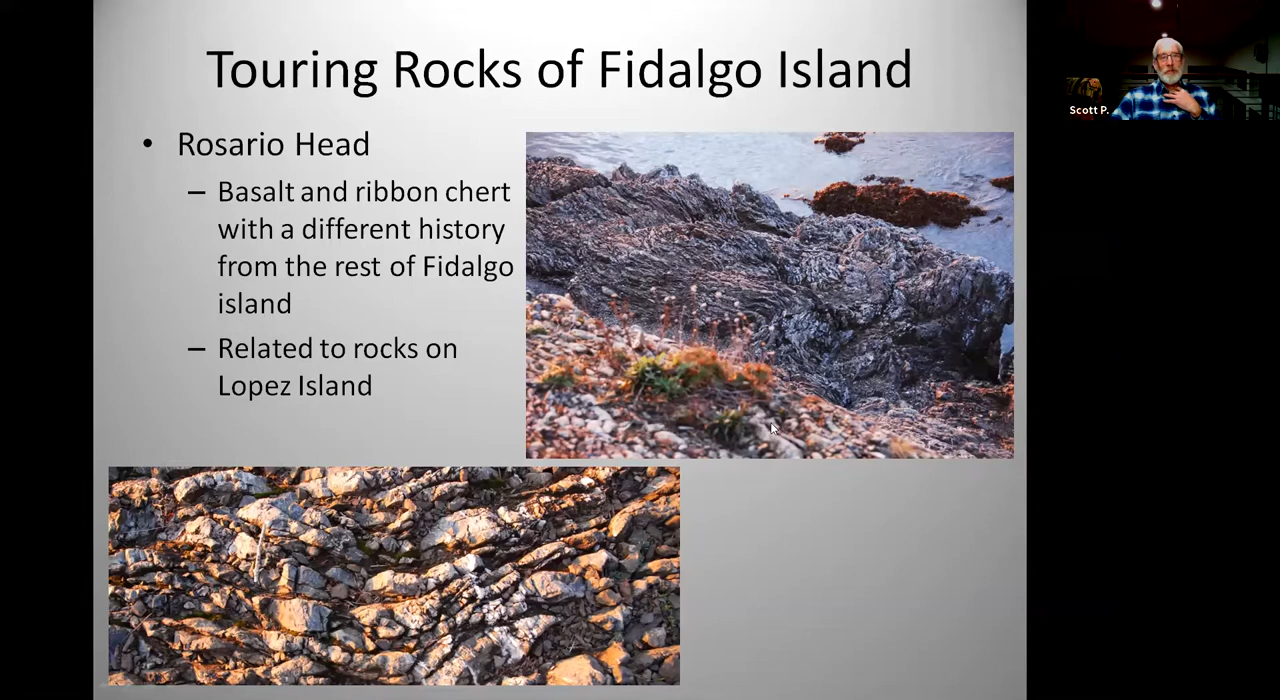 Touring Rocks of Fidalgo Island
• Rosario Head
– Basalt and ribbon chert
with a different history
from the rest of Fidalgo
island
– Related to rocks on
Lopez Island
Scott P.